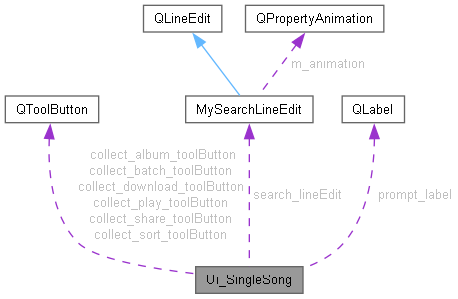 QLineEdit
QPropertyAnimation
m_animation
QToolButton
MySearchLineEdit
QLabel
collect_album_toolButton
collect_batch_toolButton
collect_download_toolButton
collect_play_toolButton
collect_share_toolButton
collect_sort_toolButton
search_lineEdit
prompt_label
Ui_SingleSong